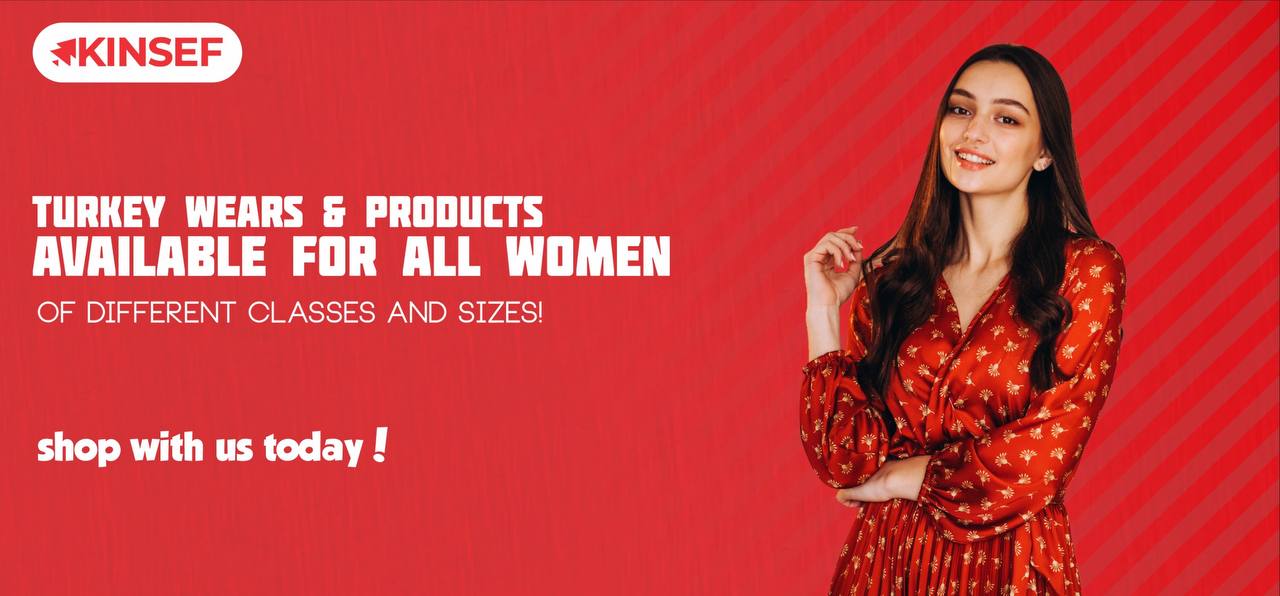 KINSEF
TURKEY WEARS & PRODUCTS
AVAILABLE FOR ALL WOMEN
OF DIFFERENT CLASSES AND SIZES!
shop with us today!